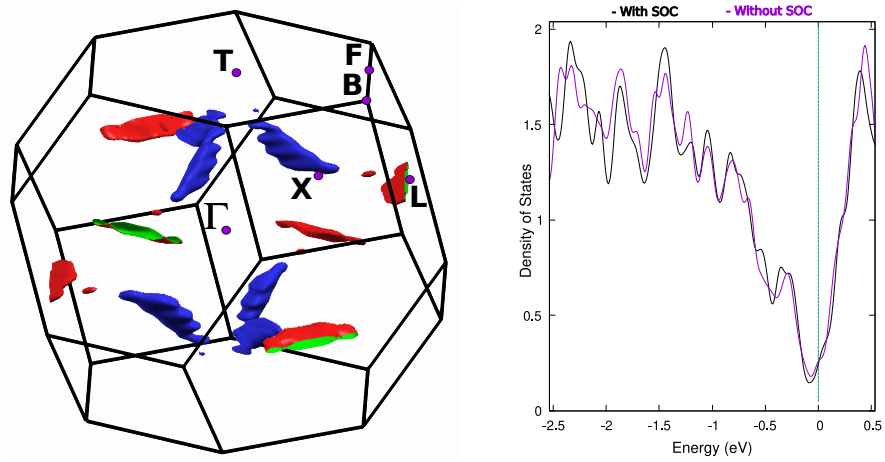 T
F
B
X
L
Γ
- With SOC - Without SOC
Density of States
2
1.5
1
0.5
0
-2.5 -2 -1.5 -1 -0.5 0 0.5
Energy (eV)